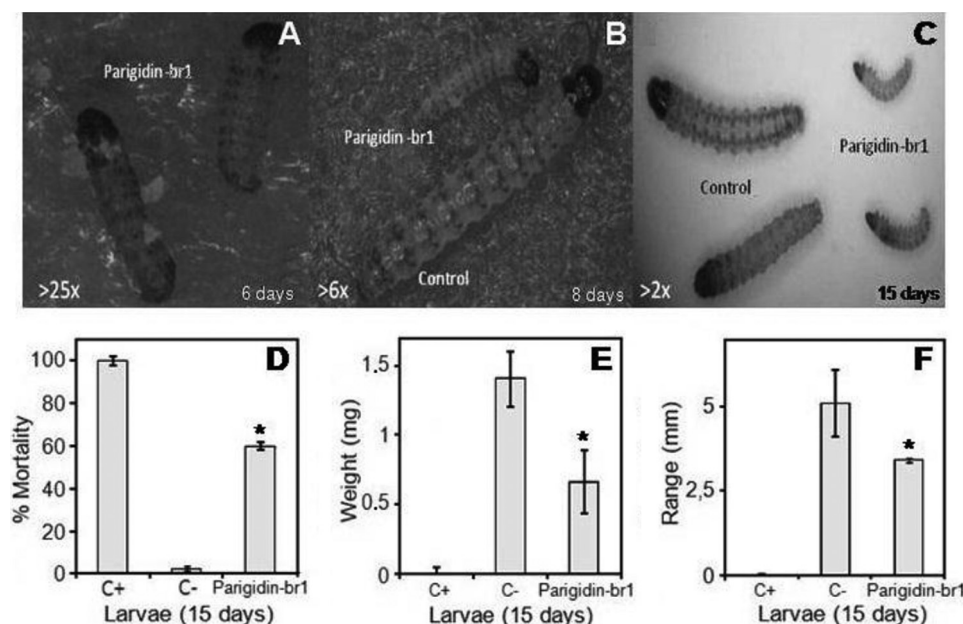 A
Parigidin-br1
>25x
6 days
B
Parigidin-br1
Control
>6x
8 days
C
Parigidin-br1
Control
>2x
15 days
D
% Mortality
100
80
60
40
20
0
*
C+ C- Parigidin-br1
Larvae (15 days)
E
Weight (mg)
1.5
1
0.5
0
*
C+ C- Parigidin-br1
Larvae (15 days)
F
Range (mm)
5
2,5
0
*
C+ C- Parigidin-br1
Larvae (15 days)